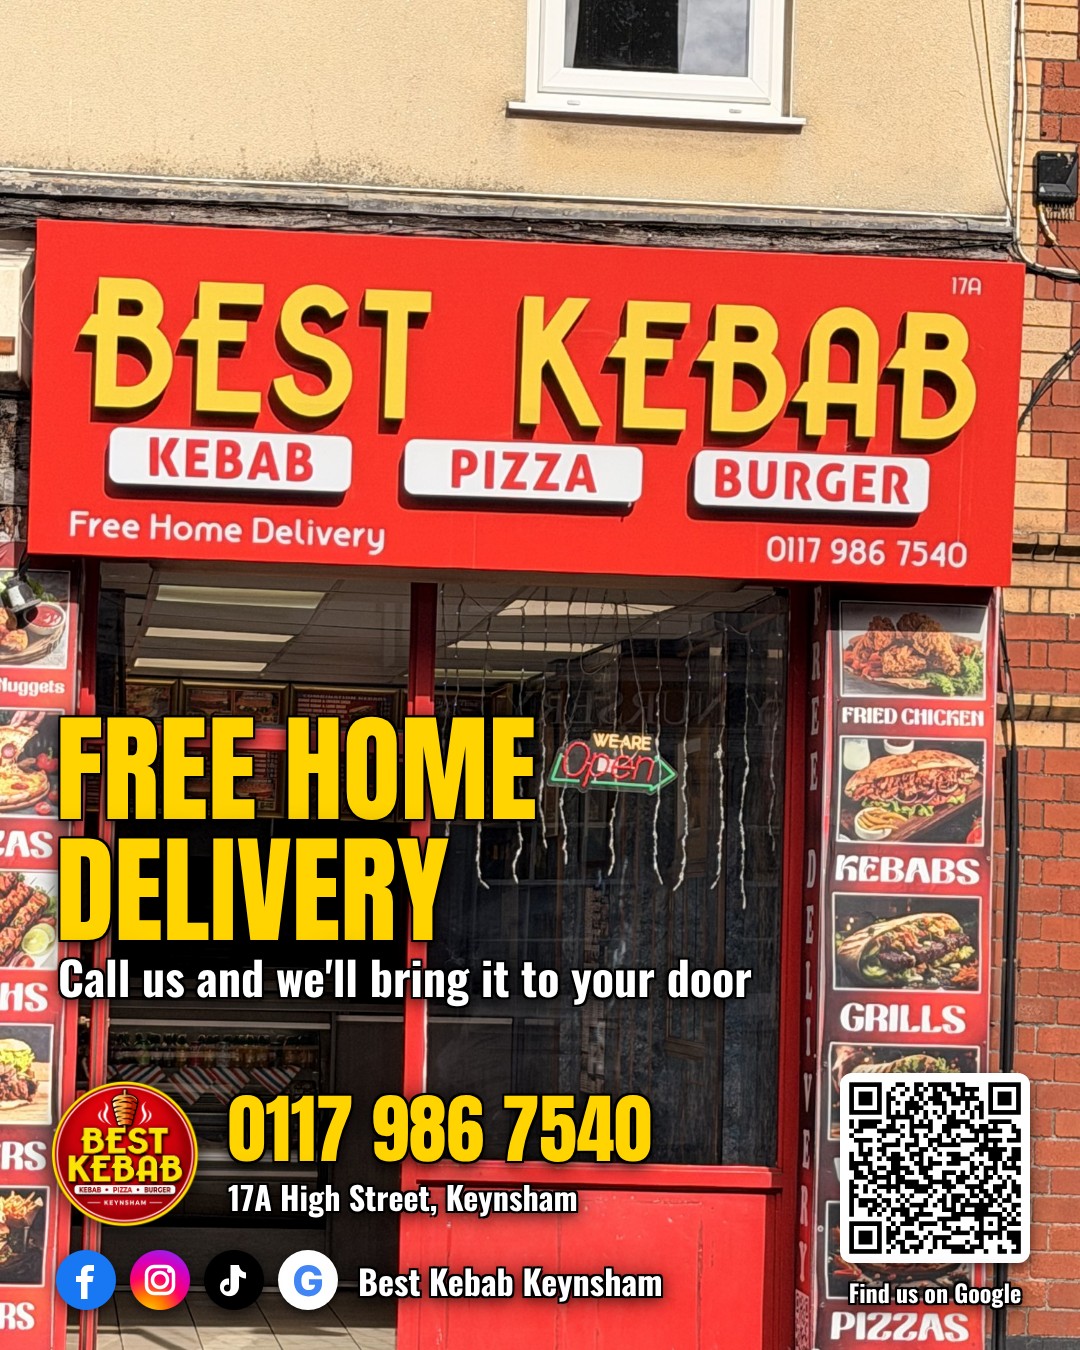 17A
BEST KEBAB
KEBAB PIZZA BURGER
Free Home Delivery
0117 986 7540
Nuggets
FRIED CHICKEN
WE ARE
Open
FREE HOME
DELIVERY
KEBABS
Call us and we'll bring it to your door
GRILLS
FREE DELIVERY
BEST
KEBAB
KEBAB • PIZZA • BURGER
KEYNSHAM
0117 986 7540
17A High Street, Keynsham
Best Kebab Keynsham
Find us on Google
PIZZAS